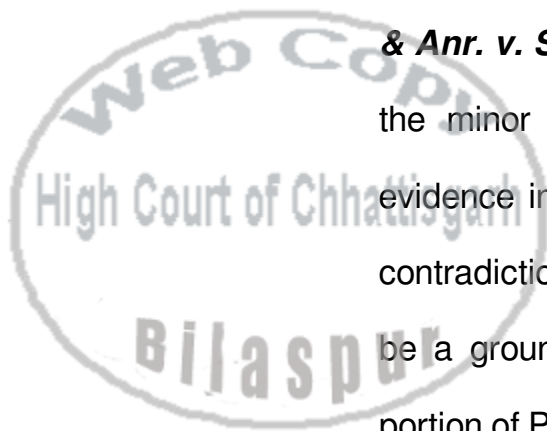 Web Copy
High Court of Chhattisgarh
Bilaspur
& Anr. v. S
the minor
evidence in
contradictio
be a groun
portion of P